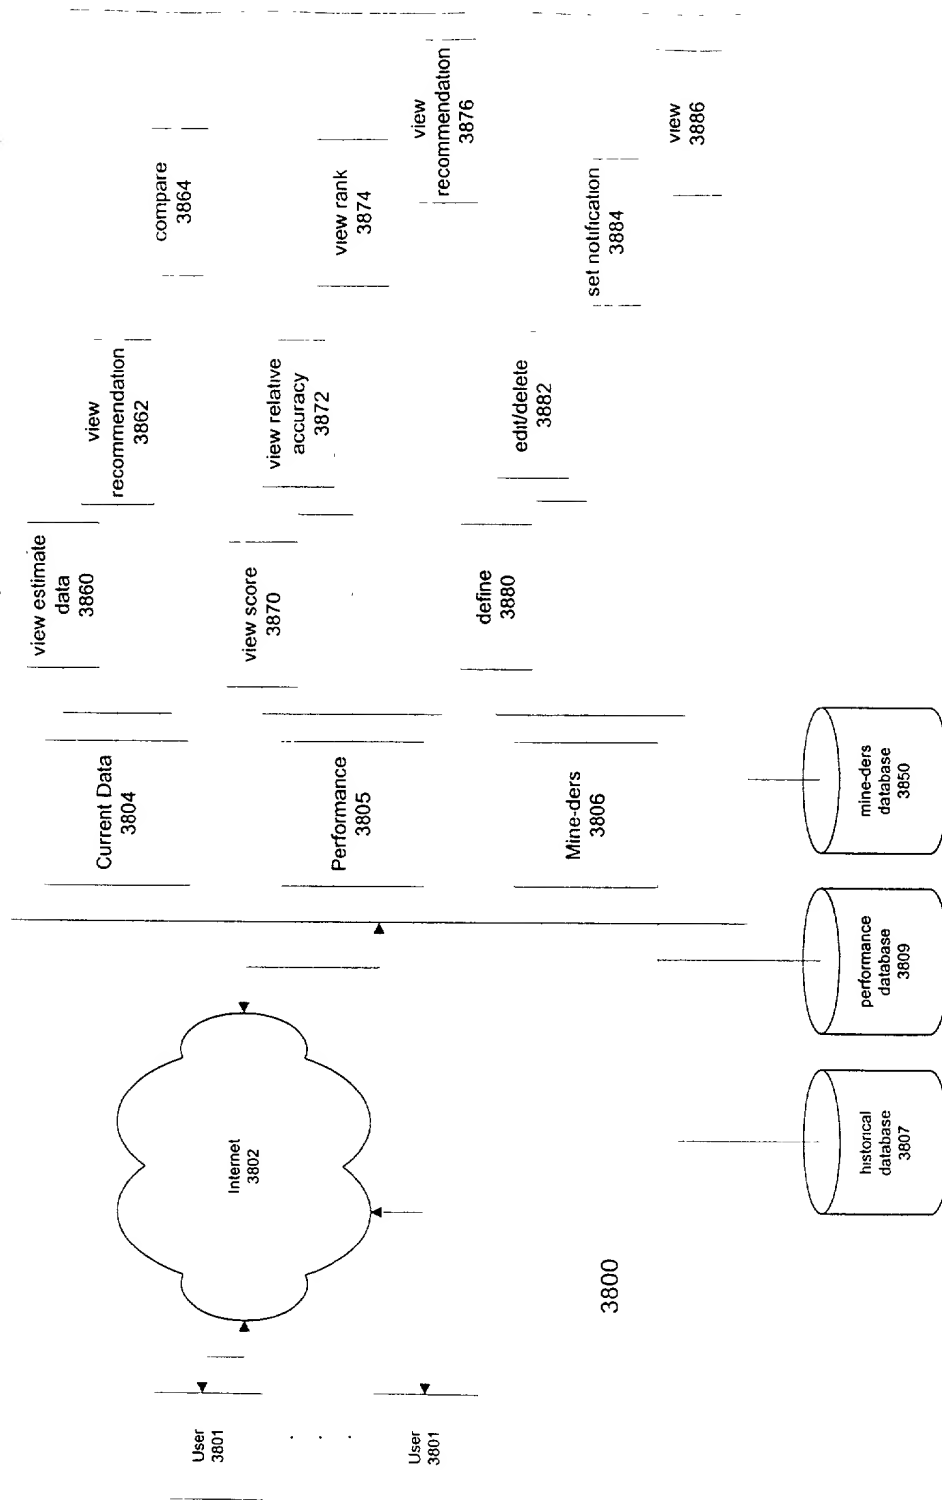 User
3801
.
.
.
User
3801
Internet
3802
3800
Current Data
3804
Performance
3805
Mine-ders
3806
view estimate
data
3860
view
recommendation
3862
compare
3864
view score
3870
view relative
accuracy
3872
view rank
3874
view
recommendation
3876
define
3880
edit/delete
3882
set notification
3884
view
3886
historical
database
3807
performance
database
3809
mine-ders
database
3850